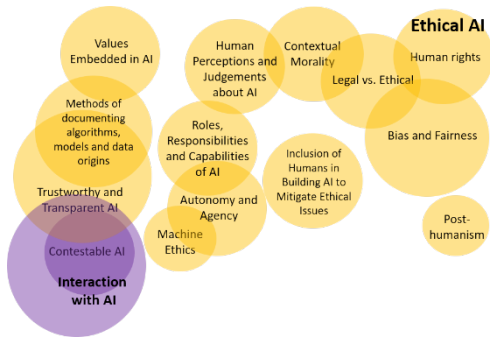 Ethical AI
Values
Embedded in AI
Human
Perceptions and
Judgements
about AI
Contextual
Morality
Legal vs. Ethical
Human rights
Methods of
documenting
algorithms,
models and data
origins
Roles,
Responsibilities
and Capabilities
of AI
Bias and Fairness
Inclusion of
Humans in
Building AI to
Mitigate Ethical
Issues
Trustworthy and
Transparent AI
Autonomy and
Agency
Post-
humanism
Machine
Ethics
Contestable AI
Interaction
with AI